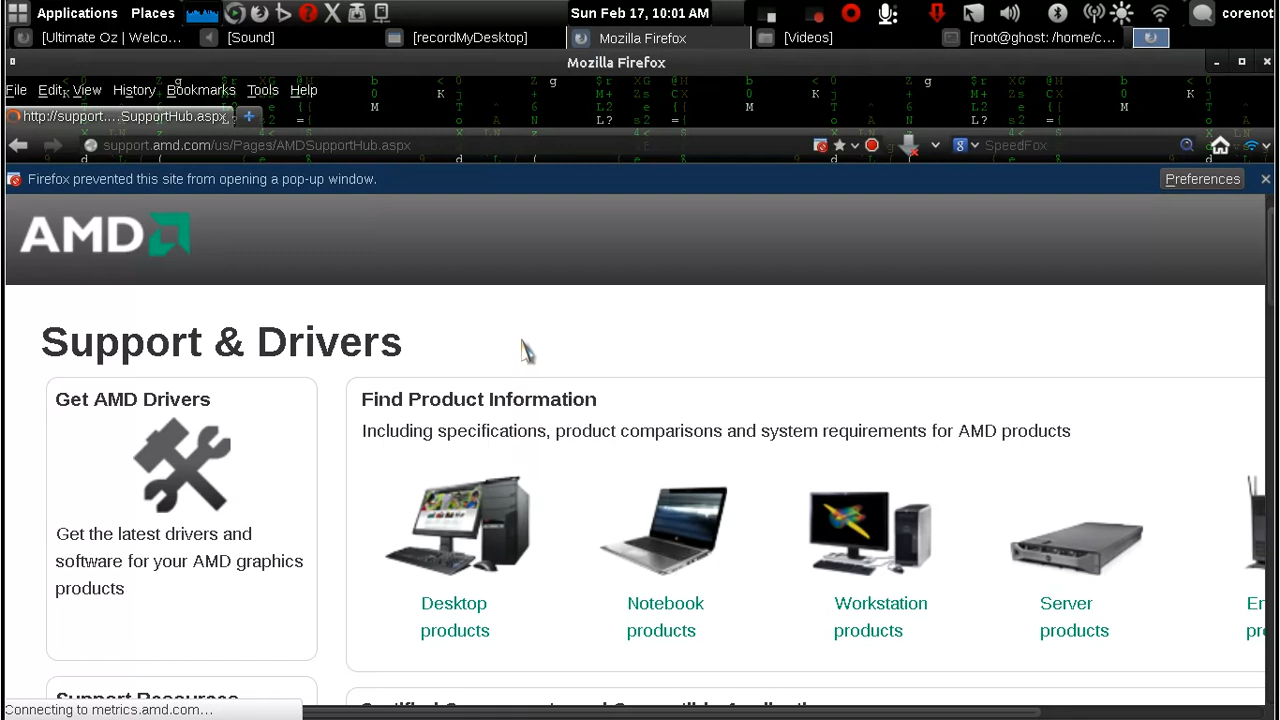 Applications Places Sun Feb 17, 10:01 AM corenot
[Ultimate Oz | Welco... [Sound] [recordMyDesktop] Mozilla Firefox [Videos] [root@ghost: /home/c...
Mozilla Firefox
File Edit View History Bookmarks Tools Help
http://support....SupportHub.aspx
support.amd.com/us/Pages/AMDSupportHub.aspx SpeedFox
Firefox prevented this site from opening a pop-up window. Preferences
AMD
Support & Drivers
Get AMD Drivers
Get the latest drivers and
software for your AMD graphics
products
Find Product Information
Including specifications, product comparisons and system requirements for AMD products
Desktop
products
Notebook
products
Workstation
products
Server
products
Support Resources
Connecting to metrics.amd.com...